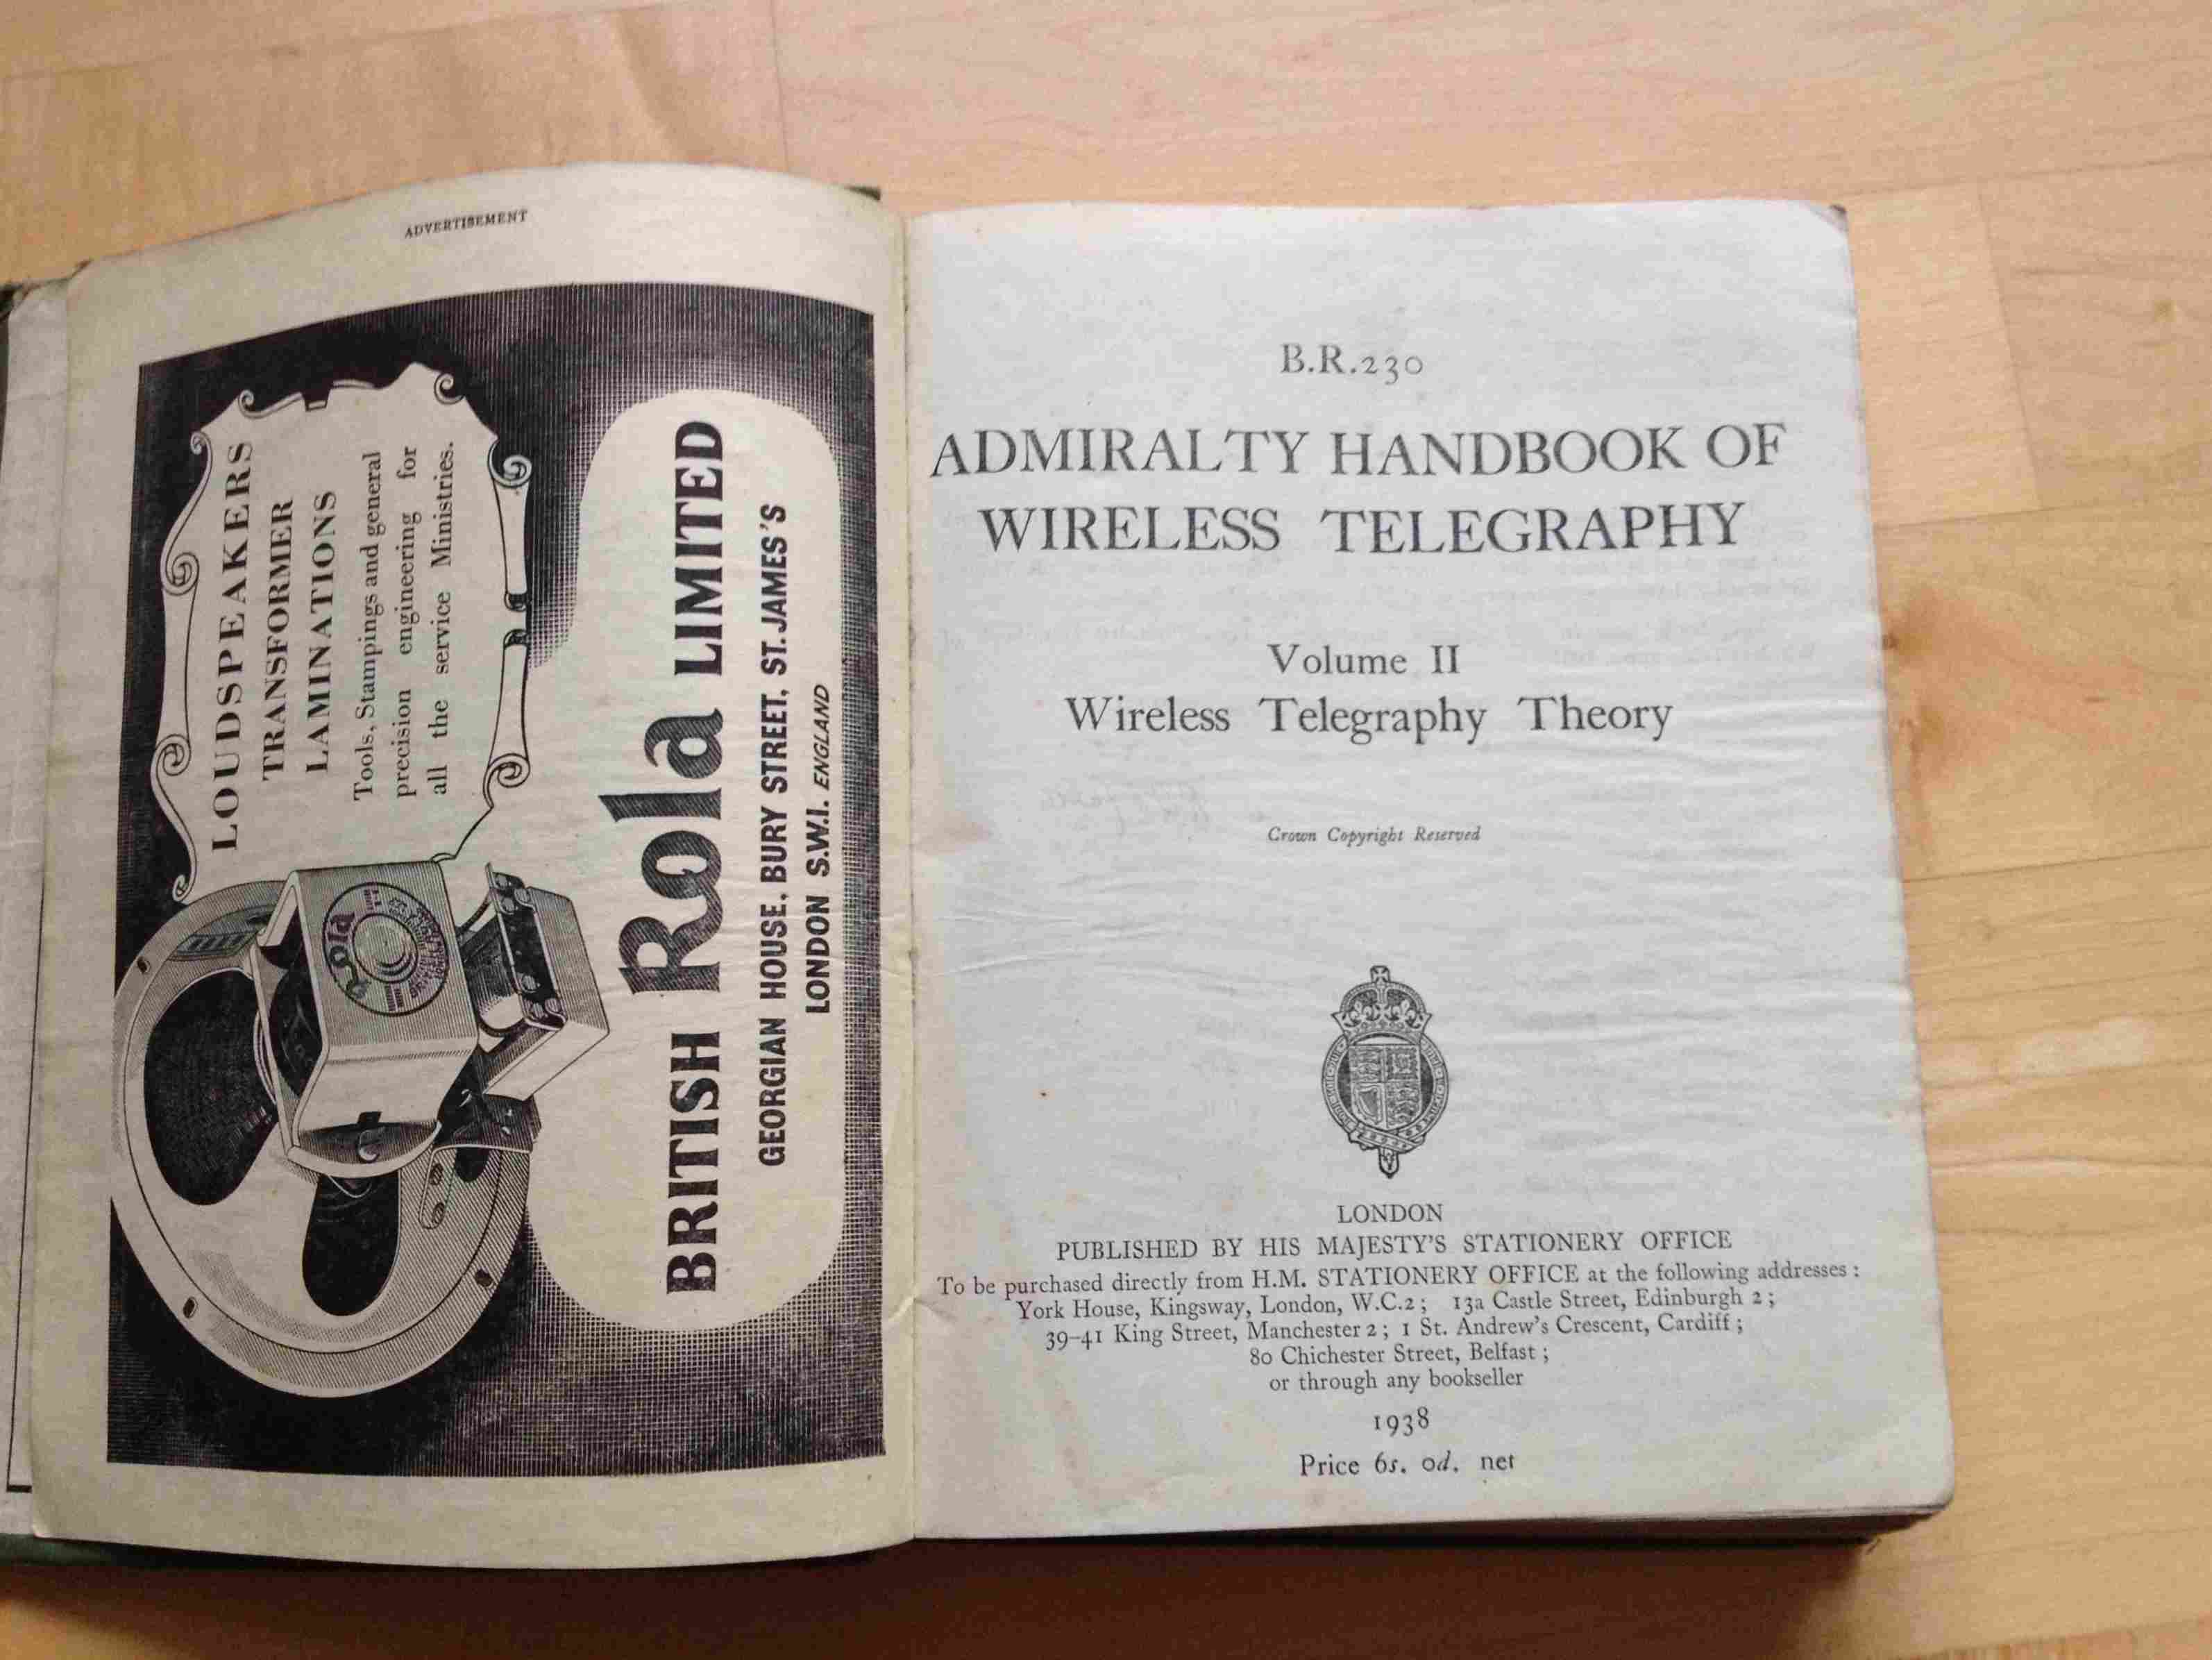 ADVERTISEMENT
LOUDSPEAKERS
TRANSFORMER
LAMINATIONS
Tools, Stampings and general
precision engineering for
all the service Ministries.
Rola
BRITISH Rola LIMITED
GEORGIAN HOUSE, BURY STREET, ST. JAMES'S
LONDON S.W.I. ENGLAND
B.R.230
ADMIRALTY HANDBOOK OF
WIRELESS TELEGRAPHY
Volume II
Wireless Telegraphy Theory
Crown Copyright Reserved
LONDON
PUBLISHED BY HIS MAJESTY'S STATIONERY OFFICE
To be purchased directly from H.M. STATIONERY OFFICE at the following addresses :
York House, Kingsway, London, W.C.2 ; 13a Castle Street, Edinburgh 2 ;
39–41 King Street, Manchester 2 ; 1 St. Andrew's Crescent, Cardiff ;
80 Chichester Street, Belfast ;
or through any bookseller
1938
Price 6s. 0d. net